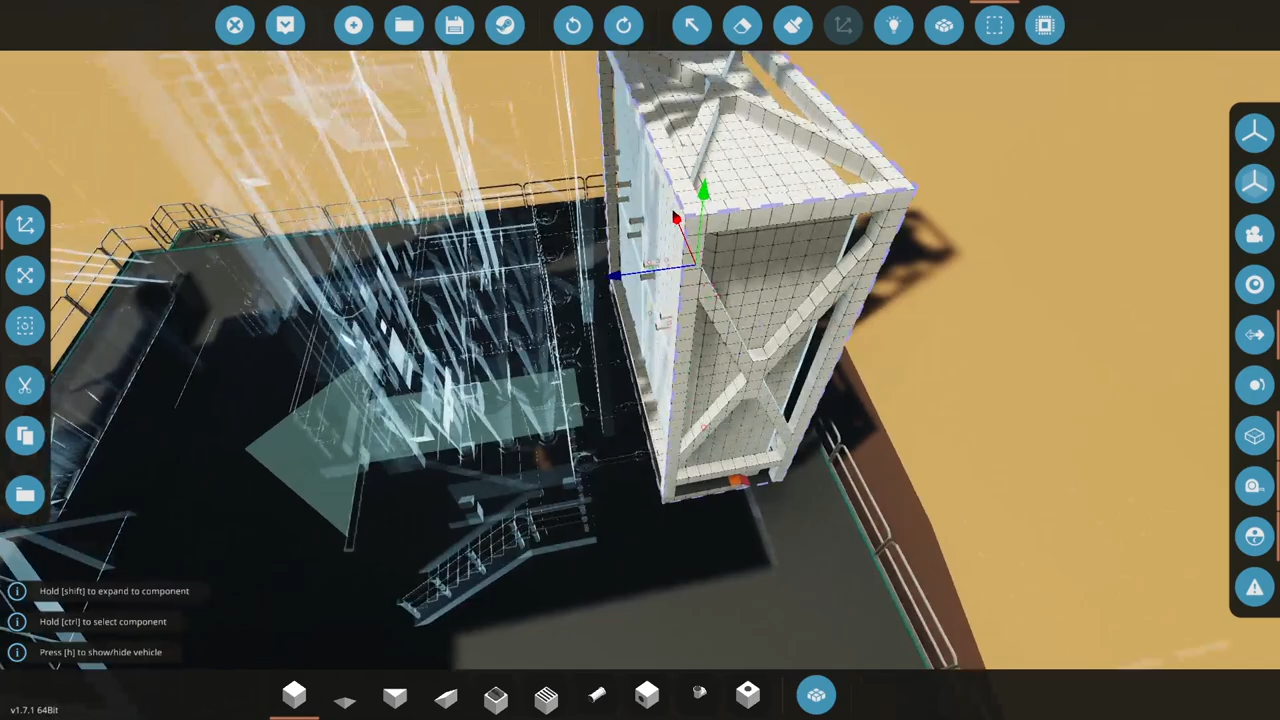 Hold [shift] to expand to component
Hold [ctrl] to select component
Press [h] to show/hide vehicle
v1.7.1 64Bit